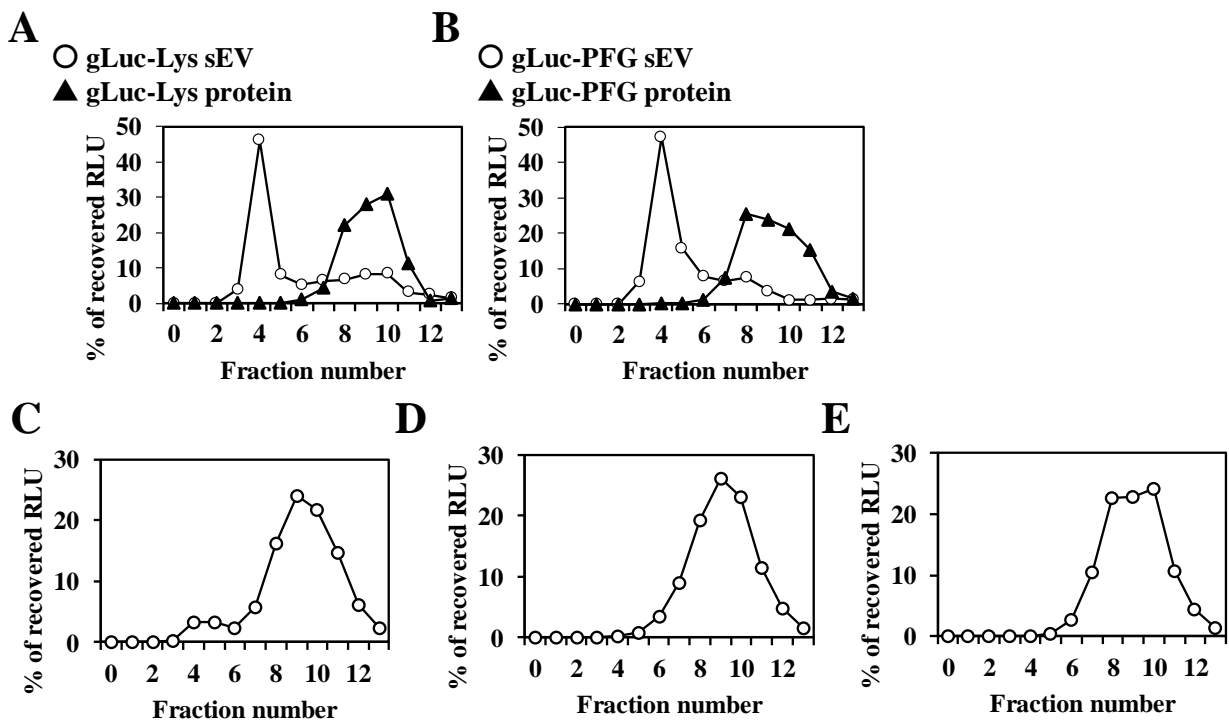 A
B
○ gLuc-Lys sEV
▲ gLuc-Lys protein
○ gLuc-PFG sEV
▲ gLuc-PFG protein
% of recovered RLU
50
40
30
20
10
0
0 2 4 6 8 10 12
Fraction number
% of recovered RLU
50
40
30
20
10
0
0 2 4 6 8 10 12
Fraction number
C
D
E
% of recovered RLU
30
20
10
0
0 2 4 6 8 10 12
Fraction number
% of recovered RLU
30
20
10
0
0 2 4 6 8 10 12
Fraction number
% of recovered RLU
30
20
10
0
0 2 4 6 8 10 12
Fraction number